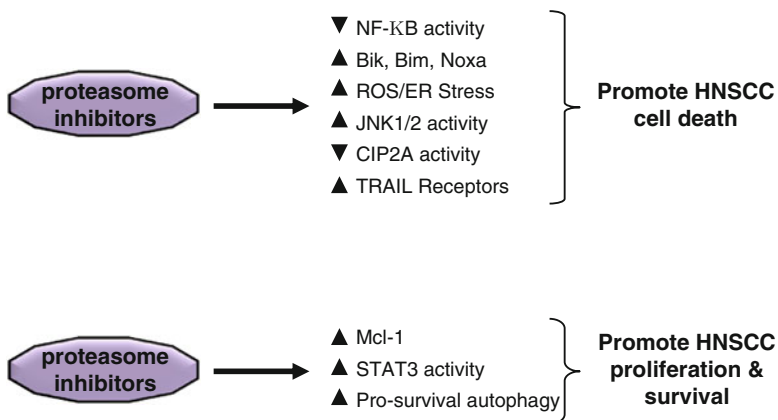 proteasome
inhibitors
▼ NF-κB activity
▲ Bik, Bim, Noxa
▲ ROS/ER Stress
▲ JNK1/2 activity
▼ CIP2A activity
▲ TRAIL Receptors
Promote HNSCC
cell death
proteasome
inhibitors
▲ Mcl-1
▲ STAT3 activity
▲ Pro-survival autophagy
Promote HNSCC
proliferation &
survival